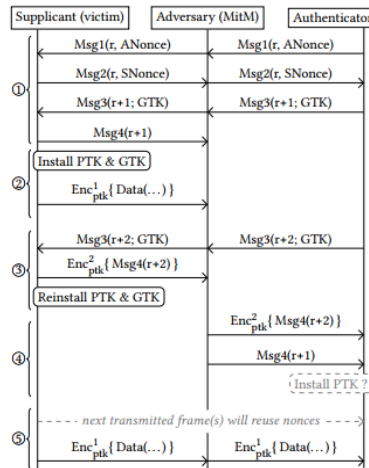 Supplicant (victim) Adversary (MitM) Authenticator
Msg1(r, ANonce) Msg1(r, ANonce)
Msg2(r, SNonce) Msg2(r, SNonce)
① Msg3(r+1; GTK) Msg3(r+1; GTK)
Msg4(r+1)
Install PTK & GTK
② Enc¹ptk{ Data(…) }
Msg3(r+2; GTK) Msg3(r+2; GTK)
③ Enc²ptk{ Msg4(r+2) }
Reinstall PTK & GTK
Enc²ptk{ Msg4(r+2) }
④ Msg4(r+1)
Install PTK ?
next transmitted frame(s) will reuse nonces
⑤ Enc¹ptk{ Data(…) } Enc¹ptk{ Data(…) }